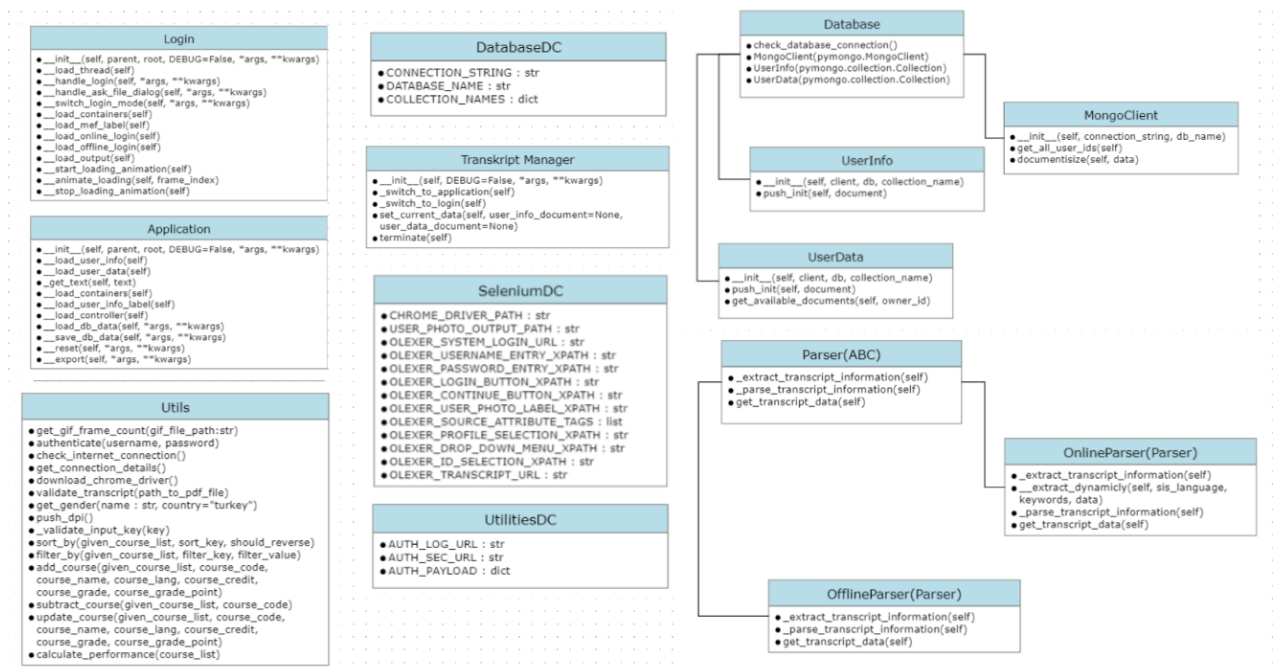 Login
● __init__(self, parent, root, DEBUG=False, *args, **kwargs)
● __load_thread(self)
● __handle_login(self, *args, **kwargs)
● __handle_ask_file_dialog(self, *args, **kwargs)
● __switch_login_mode(self, *args, **kwargs)
● __load_containers(self)
● __load_mef_label(self)
● __load_online_login(self)
● __load_offline_login(self)
● __load_output(self)
● __start_loading_animation(self)
● __animate_loading(self, frame_index)
● __stop_loading_animation(self)
Application
● __init__(self, parent, root, DEBUG=False, *args, **kwargs)
● __load_user_info(self)
● __load_user_data(self)
● _get_text(self, text)
● __load_containers(self)
● __load_user_info_label(self)
● __load_controller(self)
● __load_db_data(self, *args, **kwargs)
● __save_db_data(self, *args, **kwargs)
● __reset(self, *args, **kwargs)
● __export(self, *args, **kwargs)
Utils
● get_gif_frame_count(gif_file_path:str)
● authenticate(username, password)
● check_internet_connection()
● get_connection_details()
● download_chrome_driver()
● validate_transcript(path_to_pdf_file)
● get_gender(name : str, country="turkey")
● push_dpi()
● _validate_input_key(key)
● sort_by(given_course_list, sort_key, should_reverse)
● filter_by(given_course_list, filter_key, filter_value)
● add_course(given_course_list, course_code,
course_name, course_lang, course_credit,
course_grade, course_grade_point)
● subtract_course(given_course_list, course_code)
● update_course(given_course_list, course_code,
course_name, course_lang, course_credit,
course_grade, course_grade_point)
● calculate_performance(course_list)
DatabaseDC
● CONNECTION_STRING : str
● DATABASE_NAME : str
● COLLECTION_NAMES : dict
Transkript Manager
● __init__(self, DEBUG=False, *args, **kwargs)
● _switch_to_application(self)
● _switch_to_login(self)
● set_current_data(self, user_info_document=None,
user_data_document=None)
● terminate(self)
SeleniumDC
● CHROME_DRIVER_PATH : str
● USER_PHOTO_OUTPUT_PATH : str
● OLEXER_SYSTEM_LOGIN_URL : str
● OLEXER_USERNAME_ENTRY_XPATH : str
● OLEXER_PASSWORD_ENTRY_XPATH : str
● OLEXER_LOGIN_BUTTON_XPATH : str
● OLEXER_CONTINUE_BUTTON_XPATH : str
● OLEXER_USER_PHOTO_LABEL_XPATH : str
● OLEXER_SOURCE_ATTRIBUTE_TAGS : list
● OLEXER_PROFILE_SELECTION_XPATH : str
● OLEXER_DROP_DOWN_MENU_XPATH : str
● OLEXER_ID_SELECTION_XPATH : str
● OLEXER_TRANSCRIPT_URL : str
UtilitiesDC
● AUTH_LOG_URL : str
● AUTH_SEC_URL : str
● AUTH_PAYLOAD : dict
Database
● check_database_connection()
● MongoClient(pymongo.MongoClient)
● UserInfo(pymongo.collection.Collection)
● UserData(pymongo.collection.Collection)
MongoClient
● __init__(self, connection_string, db_name)
● get_all_user_ids(self)
● documentisize(self, data)
UserInfo
● __init__(self, client, db, collection_name)
● push_init(self, document)
UserData
● __init__(self, client, db, collection_name)
● push_init(self, document)
● get_available_documents(self, owner_id)
Parser(ABC)
● _extract_transcript_information(self)
● _parse_transcript_information(self)
● get_transcript_data(self)
OnlineParser(Parser)
● _extract_transcript_information(self)
● __extract_dynamicly(self, sis_language,
keywords, data)
● _parse_transcript_information(self)
● get_transcript_data(self)
OfflineParser(Parser)
● _extract_transcript_information(self)
● _parse_transcript_information(self)
● get_transcript_data(self)